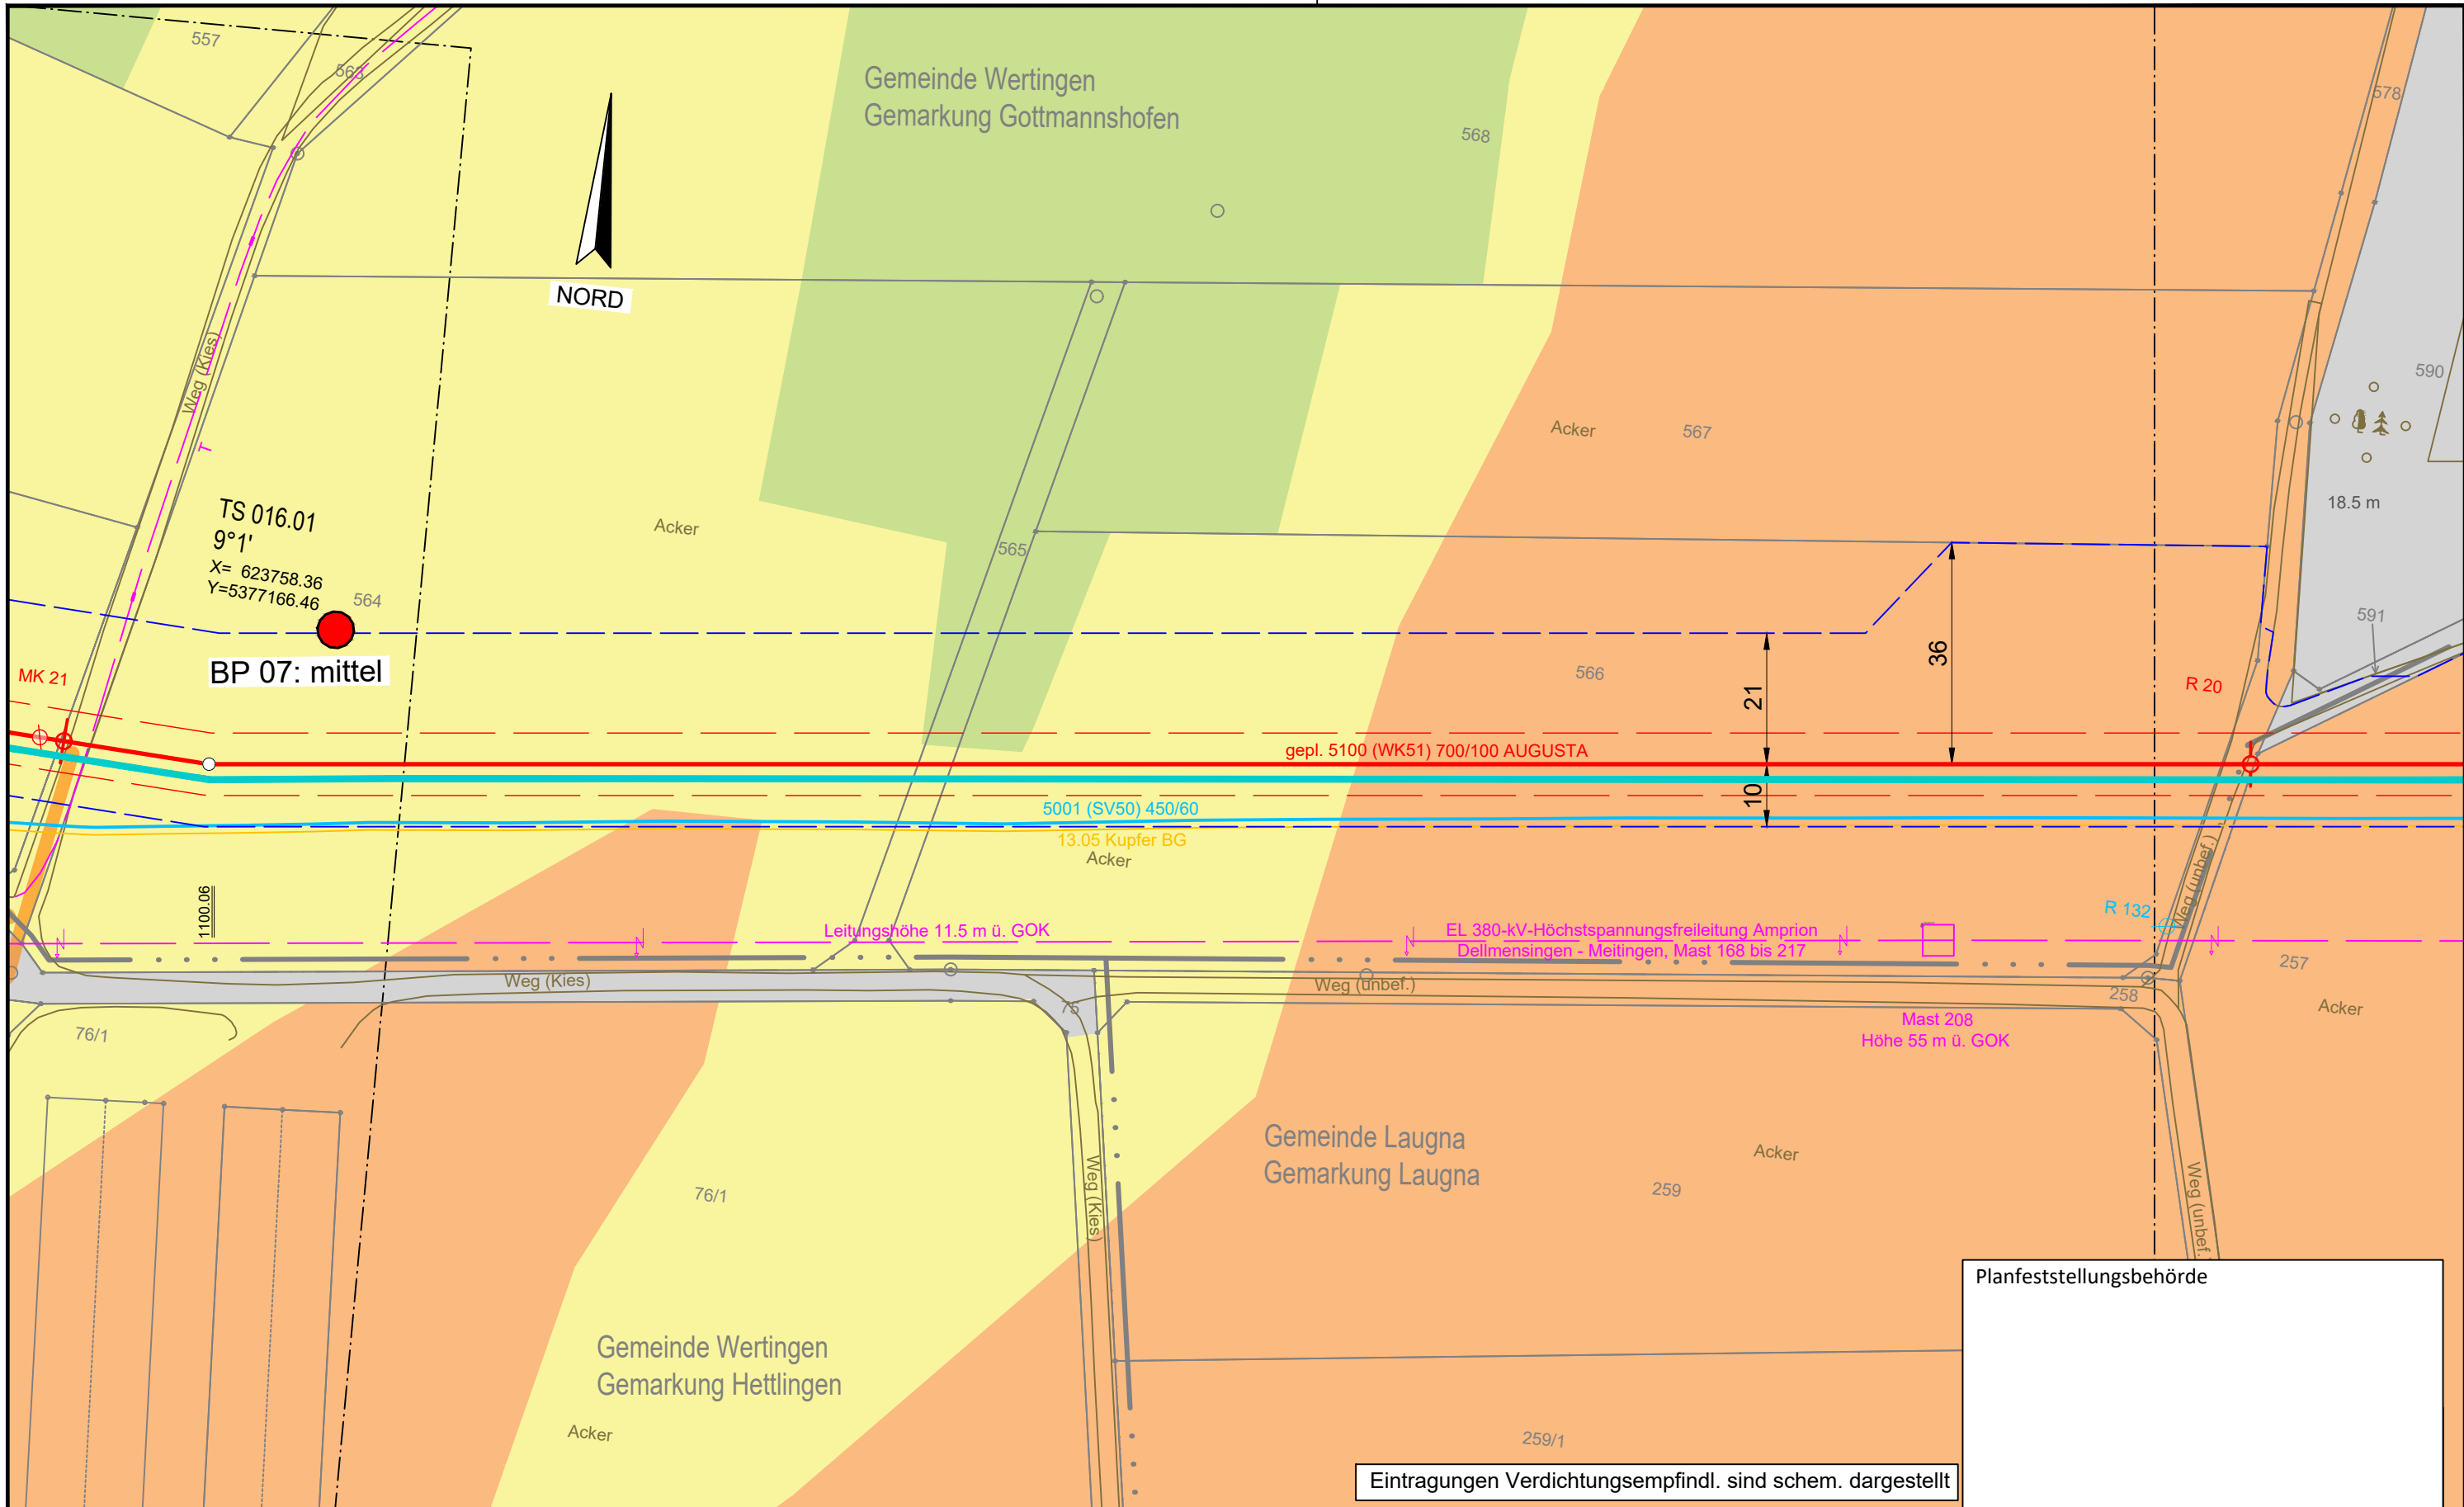 557
563
Gemeinde Wertingen
Gemarkung Gottmannshofen
568
578
NORD
Weg (Kies)
590
Acker
567
18.5 m
T
TS 016.01
9°1'
X= 623758.36
Y=5377166.46
564
Acker
565
591
BP 07: mittel
MK 21
566
21
36
R 20
gepl. 5100 (WK51) 700/100 AUGUSTA
10
5001 (SV50) 450/60
13.05 Kupfer BG
Acker
Weg (unbef.)
1100.06
R 132
Leitungshöhe 11.5 m ü. GOK
EL 380-kV-Höchstspannungsfreileitung Amprion
Dellmensingen - Meitingen, Mast 168 bis 217
257
Weg (Kies)
Weg (unbef.)
258
75
Acker
76/1
Mast 208
Höhe 55 m ü. GOK
Gemeinde Laugna
Gemarkung Laugna
Acker
76/1
Weg (Kies)
259
Weg (unbef.
Planfeststellungsbehörde
Gemeinde Wertingen
Gemarkung Hettlingen
Acker
259/1
Eintragungen Verdichtungsempfindl. sind schem. dargestellt